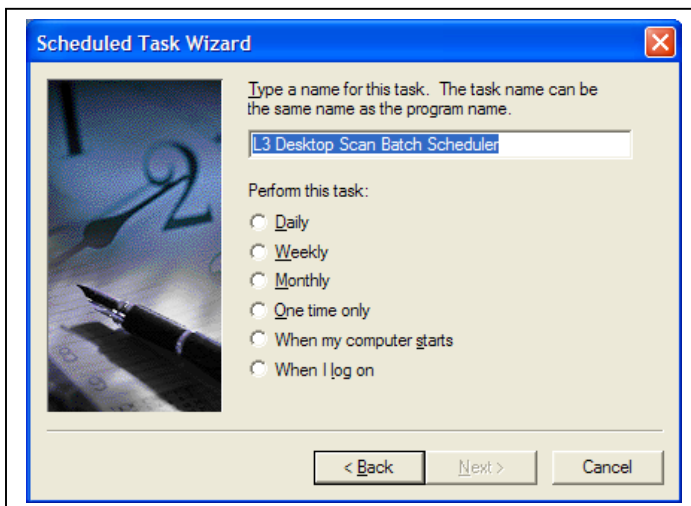 Scheduled Task Wizard
Type a name for this task. The task name can be
the same name as the program name.
L3 Desktop Scan Batch Scheduler
Perform this task:
Daily
Weekly
Monthly
One time only
When my computer starts
When I log on
< Back
Next >
Cancel